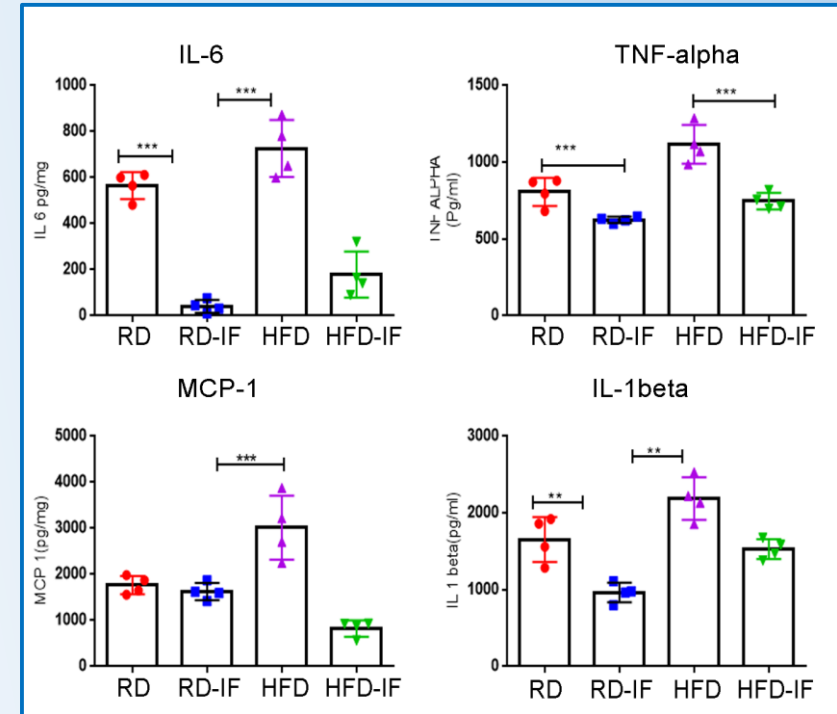 IL-6
***
***
1000
800
600
400
200
0
IL 6 pg/mg
RD RD-IF HFD HFD-IF
TNF-alpha
***
***
1500
1000
500
0
TNF ALPHA
(Pg/ml)
RD RD-IF HFD HFD-IF
MCP-1
***
5000
4000
3000
2000
1000
0
MCP 1(pg/mg)
RD RD-IF HFD HFD-IF
IL-1beta
**
**
3000
2000
1000
0
IL 1 beta(pg/ml)
RD RD-IF HFD HFD-IF